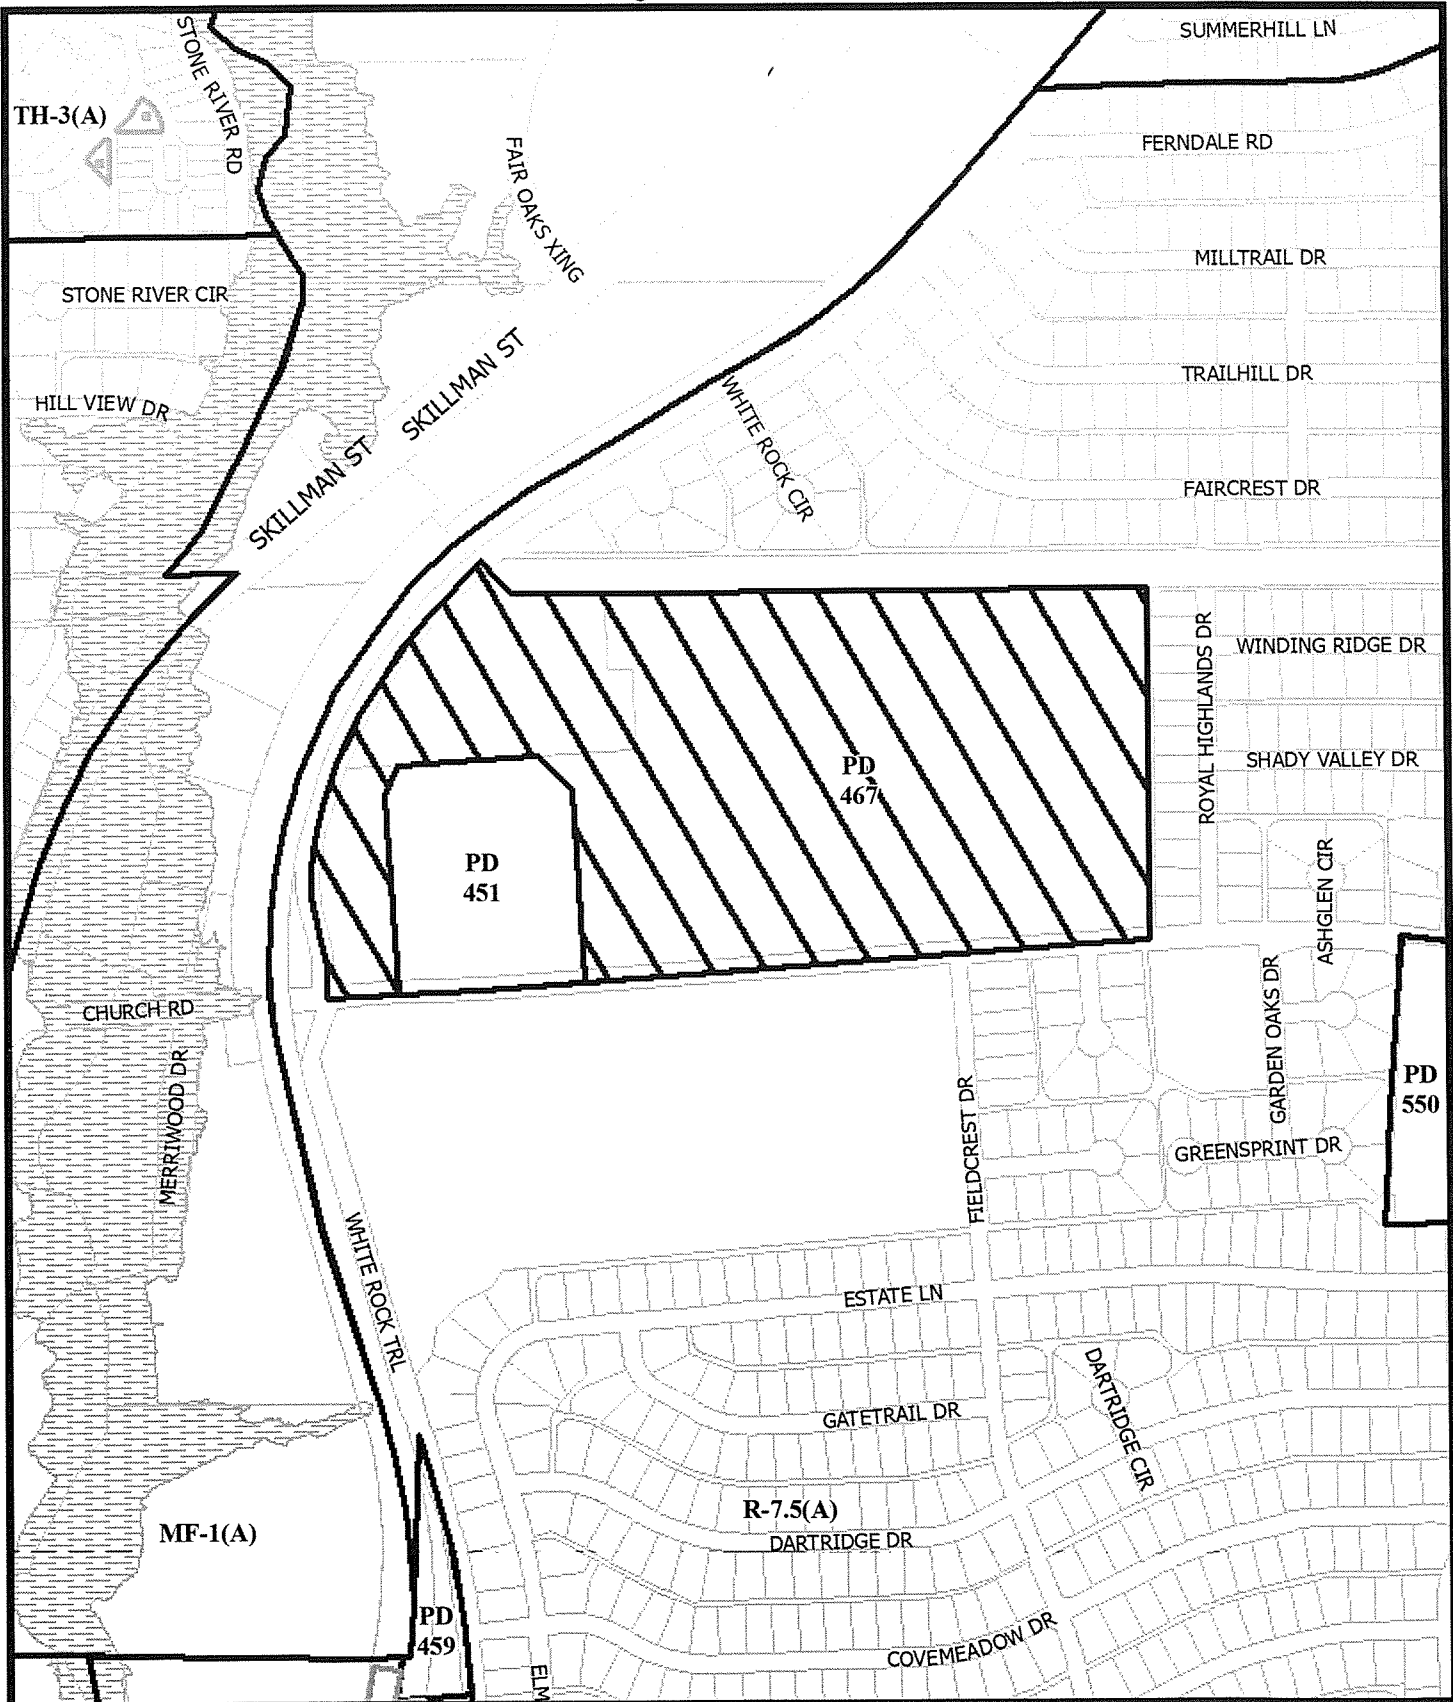 SUMMERHILL LN
STONE RIVER RD
TH-3(A)
FERNDALE RD
FAIR OAKS XING
MILLTRAIL DR
STONE RIVER CIR
SKILLMAN ST
TRAILHILL DR
HILL VIEW DR
WHITE ROCK CIR
SKILLMAN ST
FAIRCREST DR
ROYAL HIGHLANDS DR
WINDING RIDGE DR
SHADY VALLEY DR
PD
467
PD
451
ASHGLEN CIR
CHURCH RD
GARDEN OAKS DR
MERRIWOOD DR
PD
550
FIELDCREST DR
GREENSPRINT DR
WHITE ROCK TRL
ESTATE LN
DARTRIDGE CIR
GATETRAIL DR
R-7.5(A)
MF-1(A)
DARTRIDGE DR
PD
459
COVEMEADOW DR
ELM